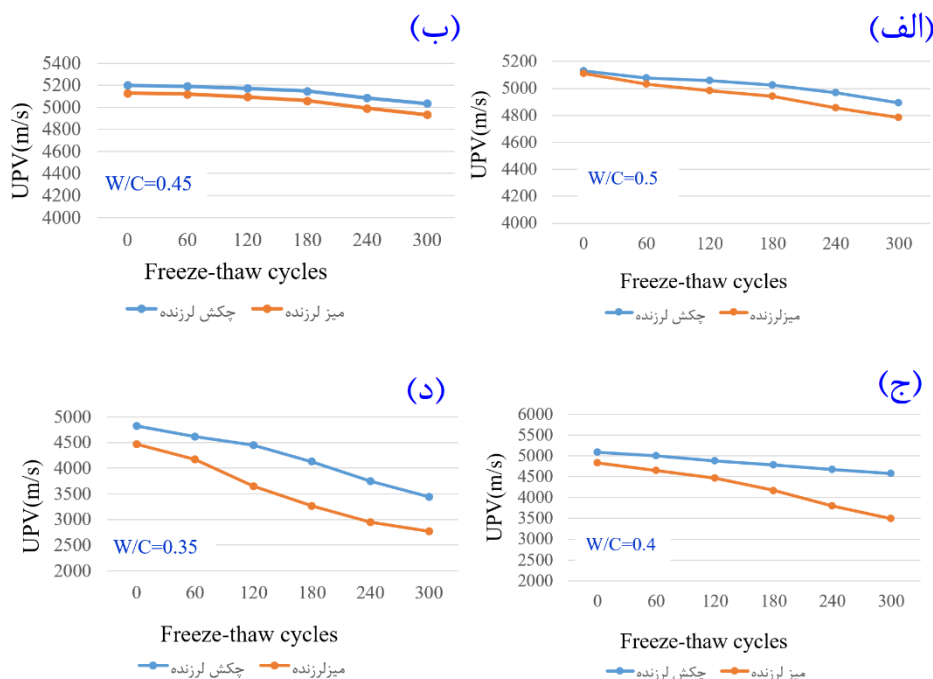 (الف)
5200
5000
4800
4600
4400
4200
4000
UPV(m/s)
W/C=0.5
0 60 120 180 240 300
Freeze-thaw cycles
چکش لرزنده میزلرزنده
(ب)
5400
5200
5000
4800
4600
4400
4200
4000
UPV(m/s)
W/C=0.45
0 60 120 180 240 300
Freeze-thaw cycles
چکش لرزنده میز لرزنده
(ج)
6000
5500
5000
4500
4000
3500
3000
2500
2000
UPV(m/s)
W/C=0.4
0 60 120 180 240 300
Freeze-thaw cycles
چکش لرزنده میز لرزنده
(د)
5000
4500
4000
3500
3000
2500
2000
UPV(m/s)
W/C=0.35
0 60 120 180 240 300
Freeze-thaw cycles
چکش لرزنده میزلرزنده